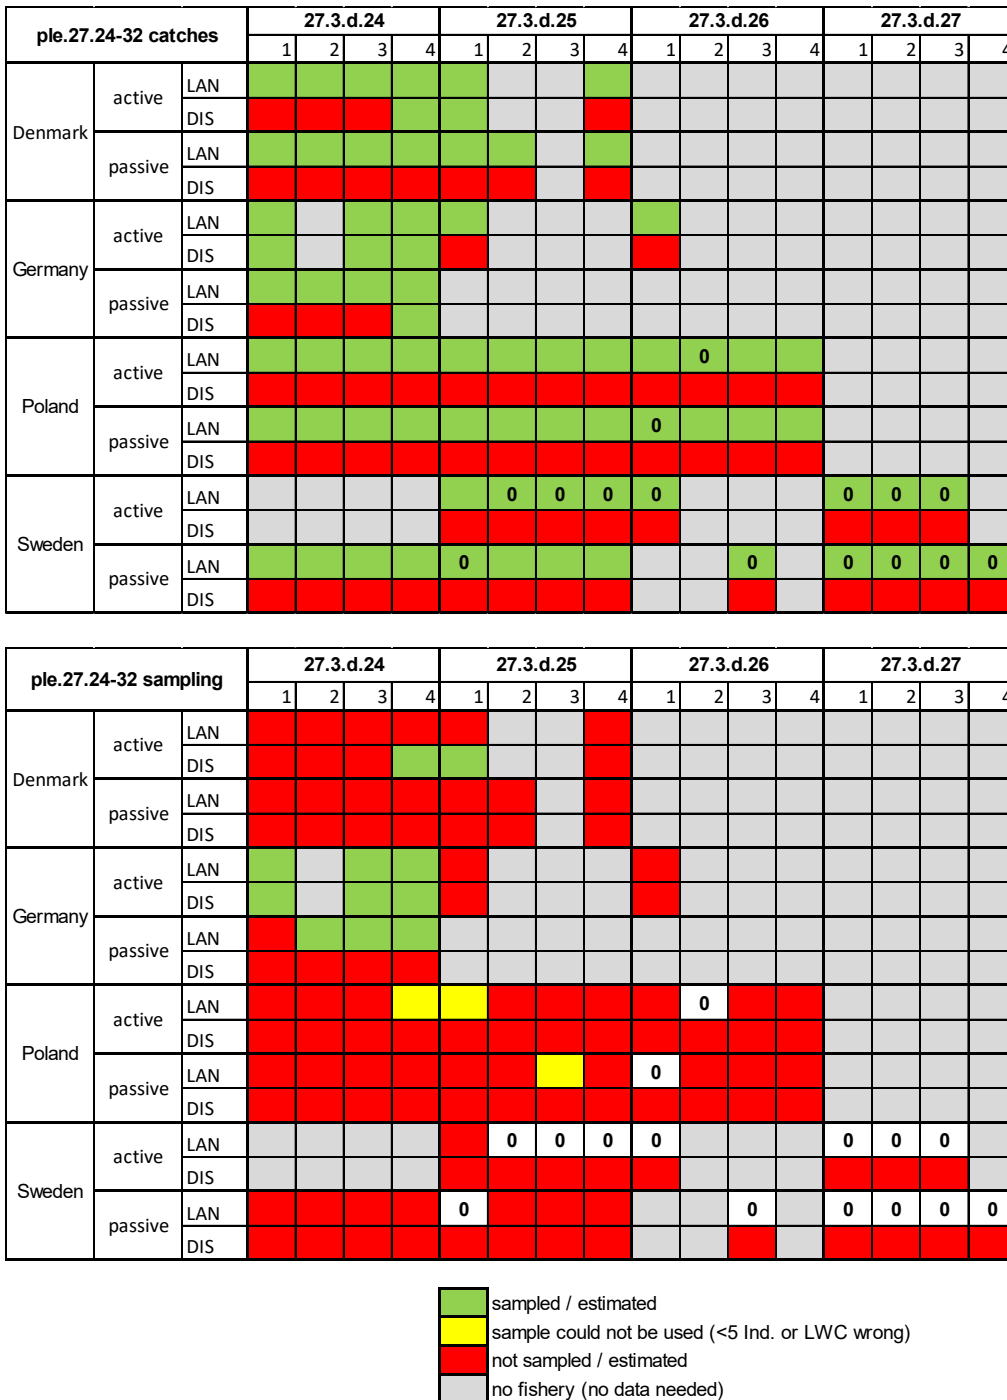 ple.27.24-32 catches 27.3.d.24 27.3.d.25 27.3.d.26 27.3.d.27
1 2 3 4 1 2 3 4 1 2 3 4 1 2 3 4
Denmark active LAN
DIS
passive LAN
DIS
Germany active LAN
DIS
passive LAN
DIS
Poland active LAN 0
DIS
passive LAN 0
DIS
Sweden active LAN 0 0 0 0 0 0 0
DIS
passive LAN 0 0 0 0 0 0
DIS
ple.27.24-32 sampling 27.3.d.24 27.3.d.25 27.3.d.26 27.3.d.27
1 2 3 4 1 2 3 4 1 2 3 4 1 2 3 4
Denmark active LAN
DIS
passive LAN
DIS
Germany active LAN
DIS
passive LAN
DIS
Poland active LAN 0
DIS
passive LAN 0
DIS
Sweden active LAN 0 0 0 0 0 0 0
DIS
passive LAN 0 0 0 0 0 0
DIS
sampled / estimated
sample could not be used (<5 Ind. or LWC wrong)
not sampled / estimated
no fishery (no data needed)